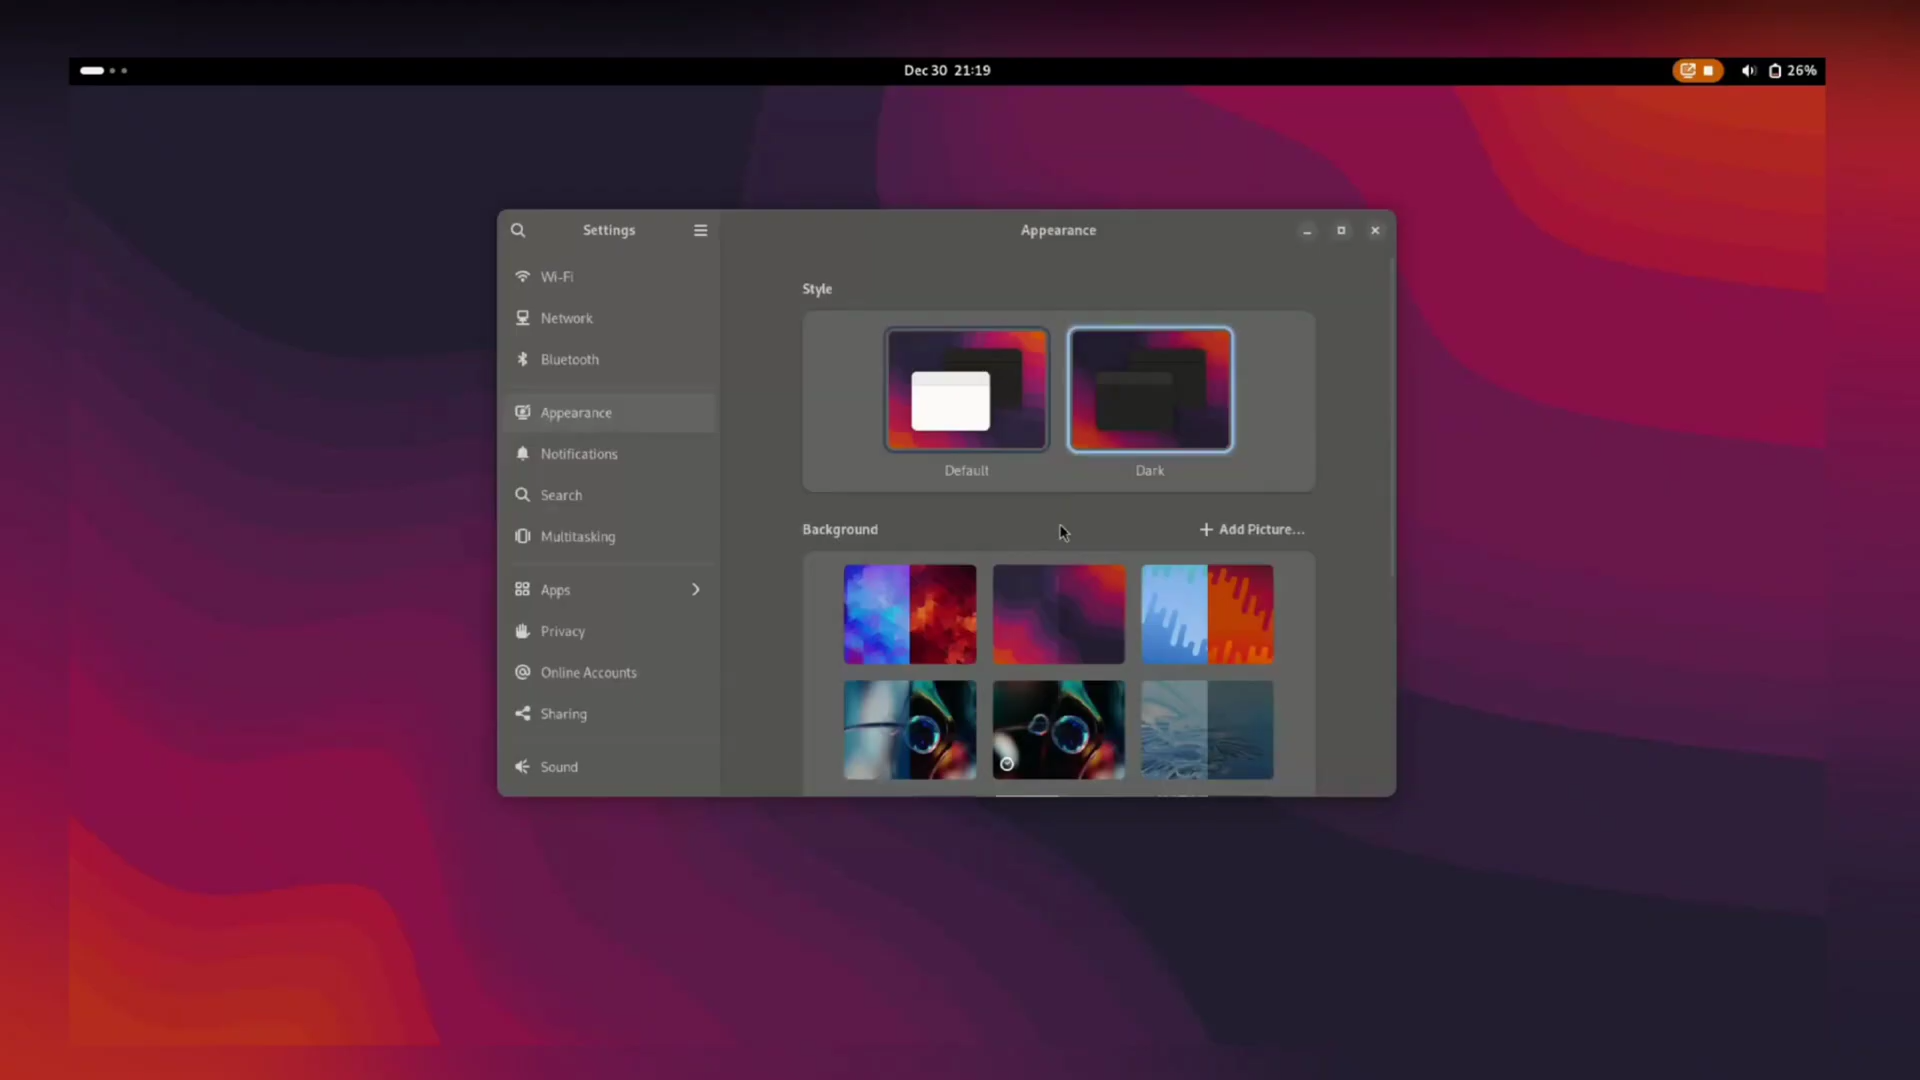 Dec 30 21:19
26%
Settings
Appearance
Wi-Fi
Network
Bluetooth
Appearance
Notifications
Search
Multitasking
Apps
Privacy
Online Accounts
Sharing
Sound
Style
Default
Dark
Background
Add Picture...